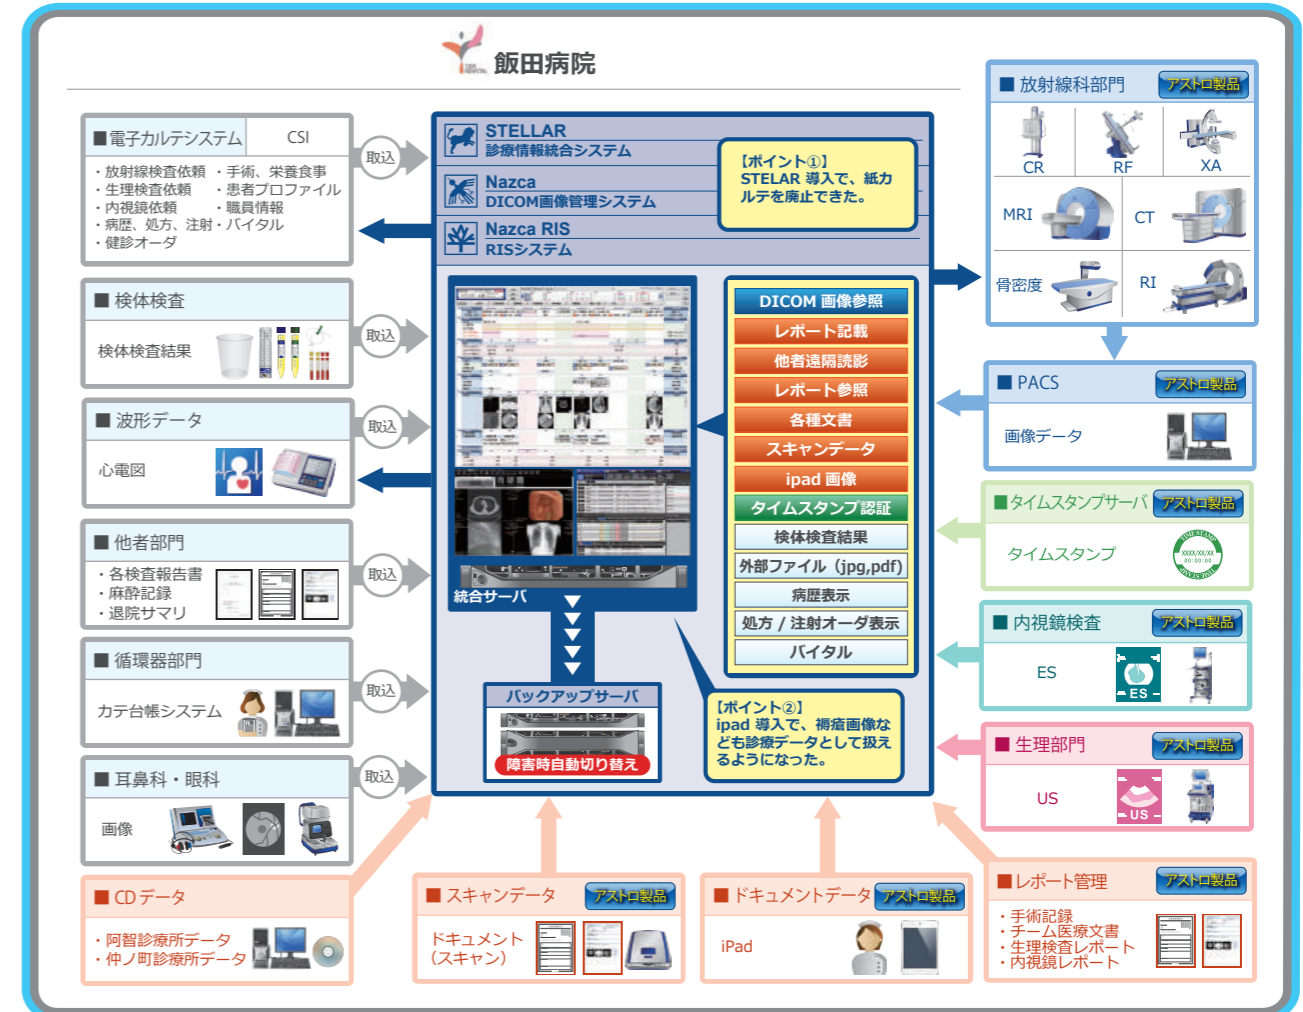 飯田病院
■電子カルテシステム
CSI
・放射線検査依頼
・手術、栄養食事
・生理検査依頼
・患者プロファイル
・内視鏡依頼
・職員情報
・病歴、処方、注射
・バイタル
・健診オーダ
取込
■ 検体検査
検体検査結果
取込
■ 波形データ
心電図
取込
■ 他者部門
・各検査報告書
・麻酔記録
・退院サマリ
取込
■ 循環器部門
カテ台帳システム
取込
■ 耳鼻科・眼科
画像
取込
■ CD データ
・阿智診療所データ
・仲ノ町診療所データ
STELLAR
診療情報統合システム
Nazca
DICOM画像管理システム
Nazca RIS
RISシステム
【ポイント①】
STELAR 導入で、紙カ
ルテを廃止できた。
統合サーバ
DICOM 画像参照
レポート記載
他者遠隔読影
レポート参照
各種文書
スキャンデータ
ipad 画像
タイムスタンプ認証
検体検査結果
外部ファイル（jpg,pdf)
病歴表示
処方 / 注射オーダ表示
バイタル
バックアップサーバ
障害時自動切り替え
【ポイント②】
ipad 導入で、褥瘡画像な
ども診療データとして扱え
るようになった。
■ スキャンデータ
アストロ製品
ドキュメント
（スキャン）
■ ドキュメントデータ
アストロ製品
iPad
■ 放射線科部門
アストロ製品
CR
RF
XA
MRI
CT
骨密度
RI
■ PACS
アストロ製品
画像データ
■タイムスタンプサーバ
アストロ製品
タイムスタンプ
TIME STAMP
XXXX/XX/XX
00:00:00
TIME STAMP
■ 内視鏡検査
アストロ製品
ES
ES
■ 生理部門
アストロ製品
US
US
■レポート管理
アストロ製品
・手術記録
・チーム医療文書
・生理検査レポート
・内視鏡レポート